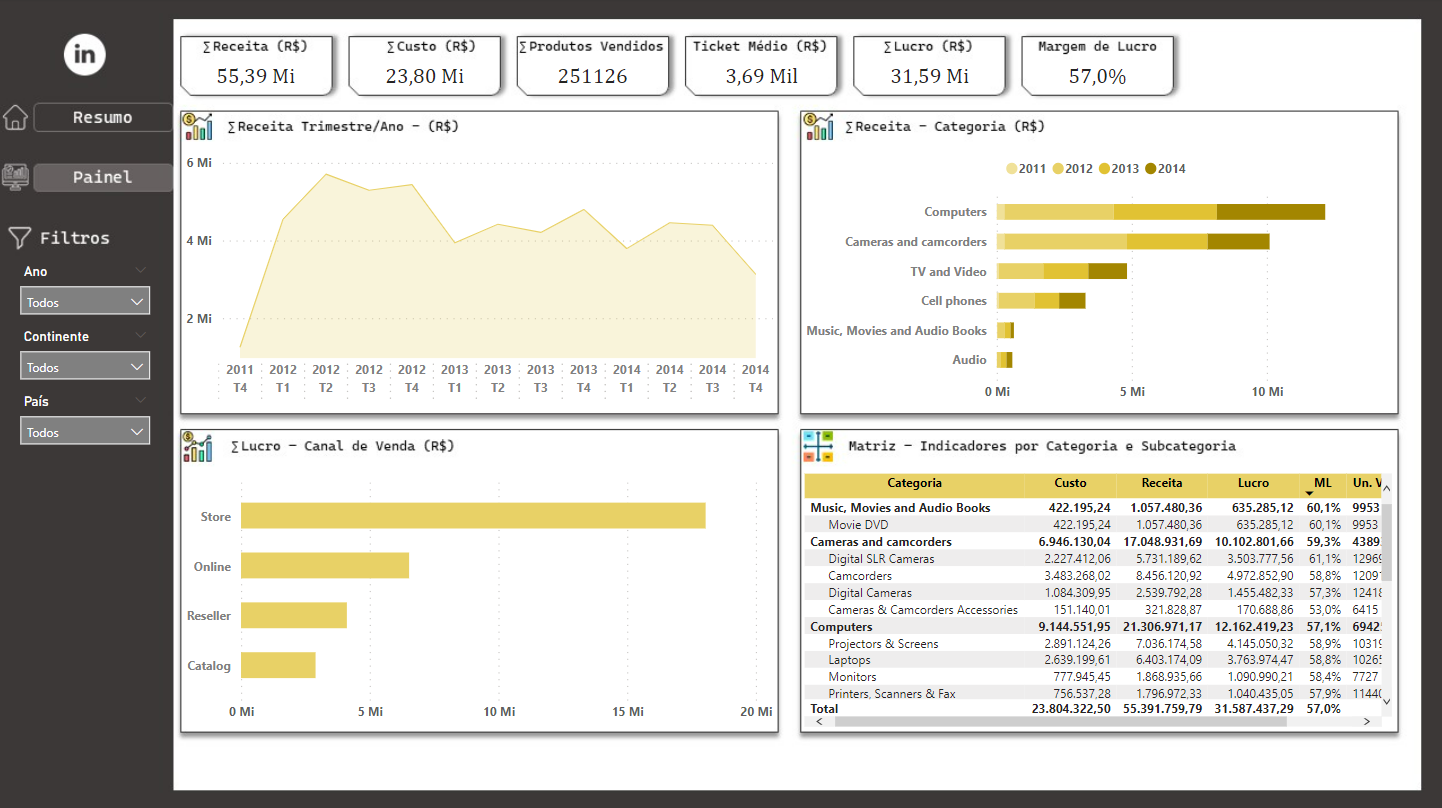 in
Resumo
Painel
Filtros
Ano
Todos
Continente
Todos
País
Todos
∑Receita (R$)
55,39 Mi
∑Custo (R$)
23,80 Mi
∑Produtos Vendidos
251126
Ticket Médio (R$)
3,69 Mil
∑Lucro (R$)
31,59 Mi
Margem de Lucro
57,0%
∑Receita Trimestre/Ano - (R$)
6 Mi
4 Mi
2 Mi
2011 2012 2012 2012 2012 2013 2013 2013 2013 2014 2014 2014 2014
T4 T1 T2 T3 T4 T1 T2 T3 T4 T1 T2 T3 T4
∑Receita - Categoria (R$)
2011 2012 2013 2014
Computers
Cameras and camcorders
TV and Video
Cell phones
Music, Movies and Audio Books
Audio
0 Mi 5 Mi 10 Mi
∑Lucro - Canal de Venda (R$)
Store
Online
Reseller
Catalog
0 Mi 5 Mi 10 Mi 15 Mi 20 Mi
Matriz - Indicadores por Categoria e Subcategoria
Categoria Custo Receita Lucro ML Un. V
Music, Movies and Audio Books 422.195,24 1.057.480,36 635.285,12 60,1% 9953
Movie DVD 422.195,24 1.057.480,36 635.285,12 60,1% 9953
Cameras and camcorders 6.946.130,04 17.048.931,69 10.102.801,66 59,3% 4389
Digital SLR Cameras 2.227.412,06 5.731.189,62 3.503.777,56 61,1% 12969
Camcorders 3.483.268,02 8.456.120,92 4.972.852,90 58,8% 12091
Digital Cameras 1.084.309,95 2.539.792,28 1.455.482,33 57,3% 12418
Cameras & Camcorders Accessories 151.140,01 321.828,87 170.688,86 53,0% 6415
Computers 9.144.551,95 21.306.971,17 12.162.419,23 57,1% 6942
Projectors & Screens 2.891.124,26 7.036.174,58 4.145.050,32 58,9% 10319
Laptops 2.639.199,61 6.403.174,09 3.763.974,47 58,8% 10265
Monitors 777.945,45 1.868.935,66 1.090.990,21 58,4% 7727
Printers, Scanners & Fax 756.537,28 1.796.972,33 1.040.435,05 57,9% 11440
Total 23.804.322,50 55.391.759,79 31.587.437,29 57,0%